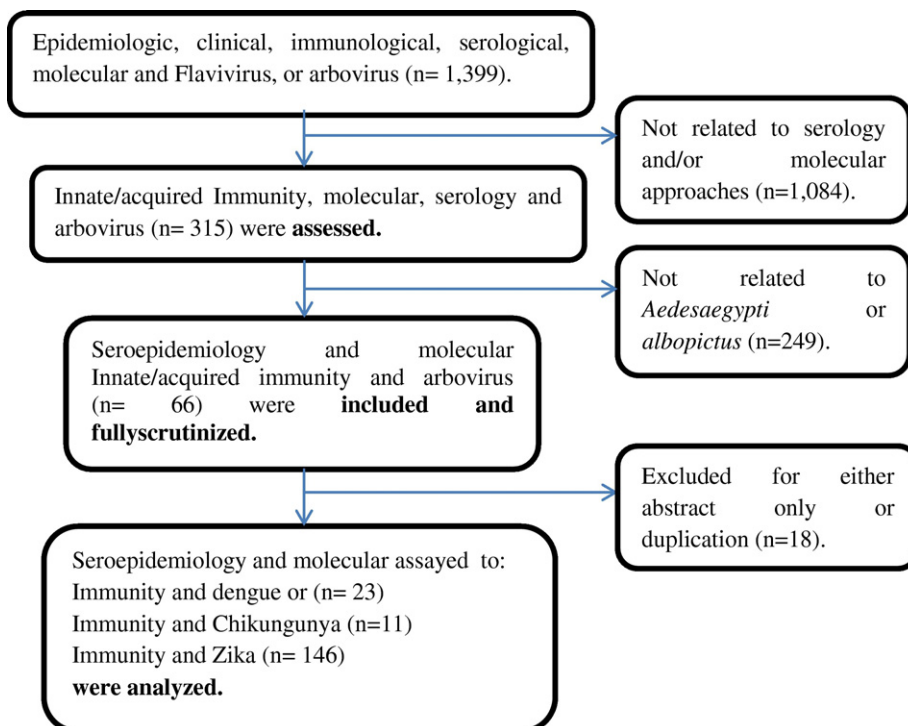 Epidemiologic, clinical, immunological, serological,
molecular and Flavivirus, or arbovirus (n= 1,399).
Not related to serology
and/or molecular
approaches (n=1,084).
Innate/acquired Immunity, molecular, serology and
arbovirus (n= 315) were assessed.
Not related to
Aedesaegypti or
albopictus (n=249).
Seroepidemiology and molecular
Innate/acquired immunity and arbovirus
(n= 66) were included and
fullyscrutinized.
Excluded for either
abstract only or
duplication (n=18).
Seroepidemiology and molecular assayed to:
Immunity and dengue or (n= 23)
Immunity and Chikungunya (n=11)
Immunity and Zika (n= 146)
were analyzed.